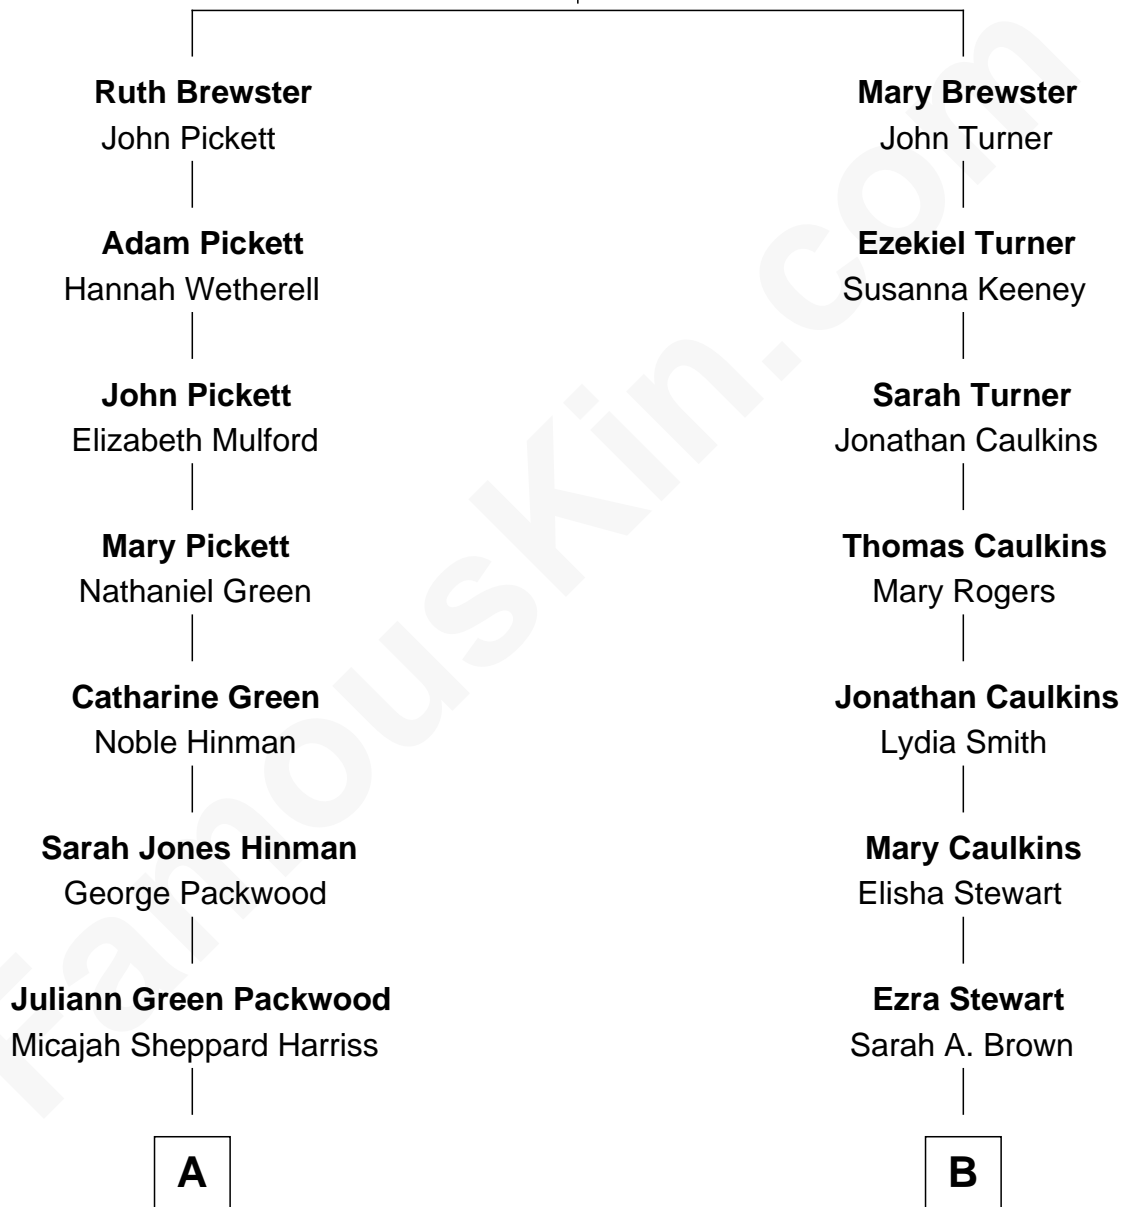 Ruth Brewster
John Pickett
Adam Pickett
Hannah Wetherell
John Pickett
Elizabeth Mulford
Mary Pickett
Nathaniel Green
Catharine Green
Noble Hinman
Sarah Jones Hinman
George Packwood
Juliann Green Packwood
Micajah Sheppard Harriss
A
Mary Brewster
John Turner
Ezekiel Turner
Susanna Keeney
Sarah Turner
Jonathan Caulkins
Thomas Caulkins
Mary Rogers
Jonathan Caulkins
Lydia Smith
Mary Caulkins
Elisha Stewart
Ezra Stewart
Sarah A. Brown
B
FamousKin.com